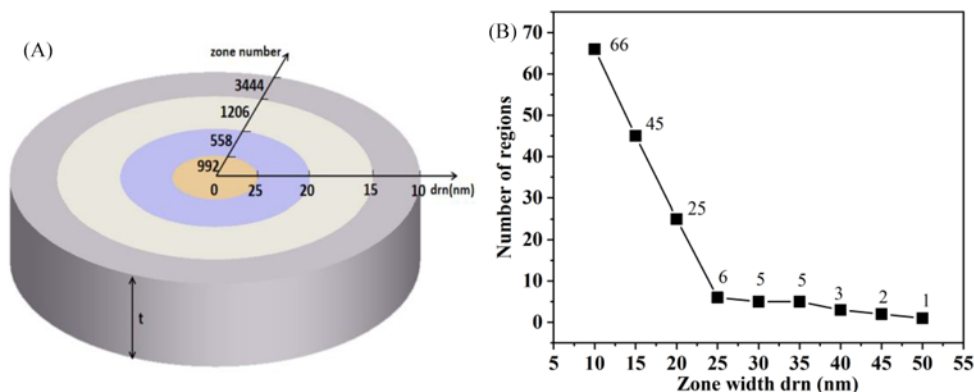 (A)
zone number
3444
1206
558
992
0 25 20 15 10 drn(nm)
t
(B)
Number of regions
70
60
50
40
30
20
10
0
66
45
25
6 5 5 3 2 1
10 15 20 25 30 35 40 45 50 55
Zone width drn (nm)